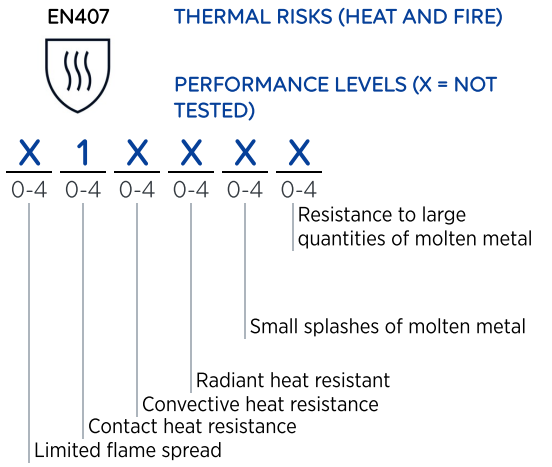 EN407
THERMAL RISKS (HEAT AND FIRE)
PERFORMANCE LEVELS (X = NOT
TESTED)
X 1 X X X X
0-4 0-4 0-4 0-4 0-4 0-4
Resistance to large
quantities of molten metal
Small splashes of molten metal
Radiant heat resistant
Convective heat resistance
Contact heat resistance
Limited flame spread